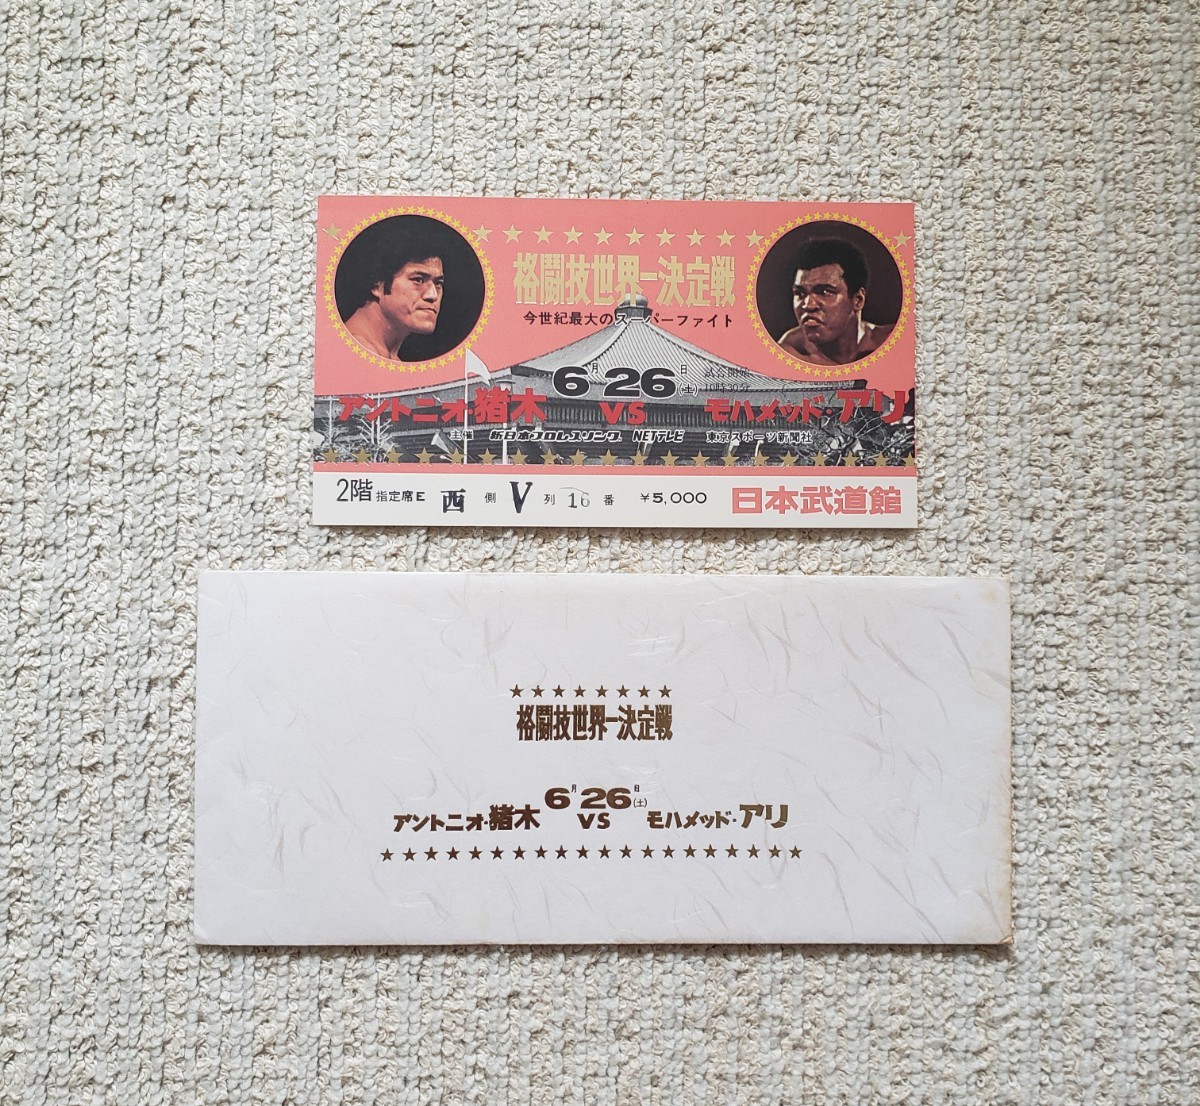 格闘技世界一決定戦
今世紀最大のスーパーファイト
6月26日(土) 試合開始
アントニオ・猪木 VS モハメッド・アリ
主催 新日本プロレスリング NETテレビ 東京スポーツ新聞社
2階 指定席E 西 側 V 列 16 番 ¥5,000 日本武道館
格闘技世界一決定戦
6月26日(土)
アントニオ・猪木 VS モハメッド・アリ